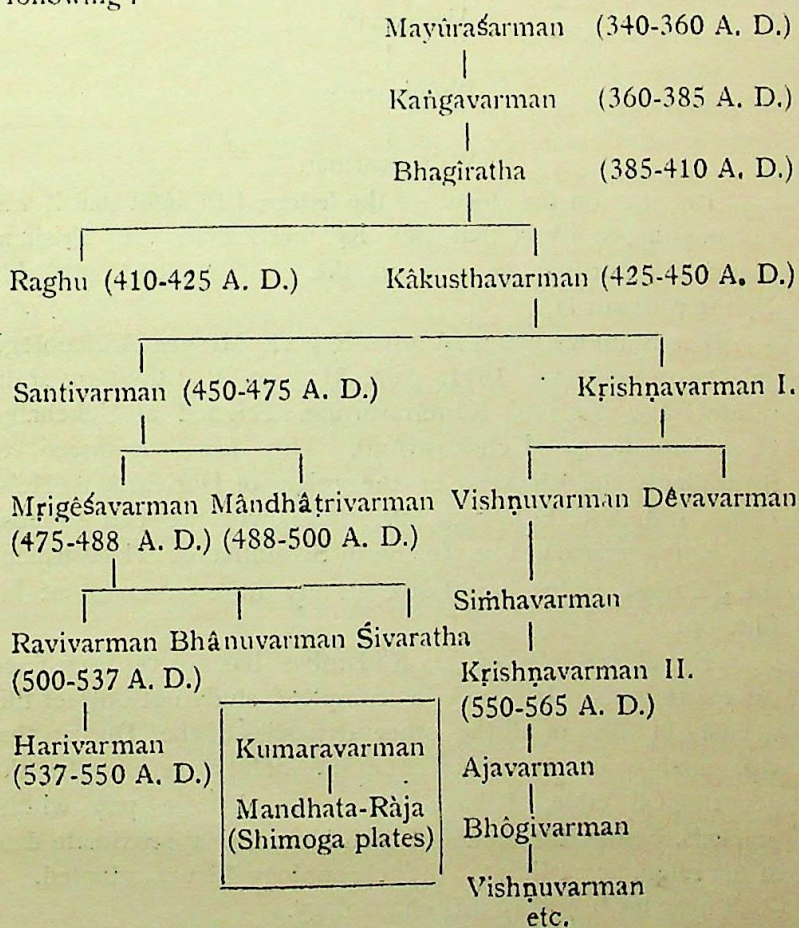 following :
Mayûraśarman (340-360 A. D.)
Kaṅgavarman (360-385 A. D.)
Bhagîratha (385-410 A. D.)
Raghu (410-425 A. D.) Kâkusthavarman (425-450 A. D.)
Santivarman (450-475 A. D.) Kṛishṇavarman I.
Mṛigêśavarman Mândhâṭrivarman Vishṇuvarman Dêvavarman
(475-488 A. D.) (488-500 A. D.)
Siṁhavarman
Ravivarman Bhânuvarman Śivaratha
(500-537 A. D.)
Kṛishṇavarman II.
(550-565 A. D.)
Harivarman
(537-550 A. D.)
Kumaravarman
Mandhata-Ràja
(Shimoga plates)
Ajavarman
Bhôgivarman
Vishṇuvarman
etc.